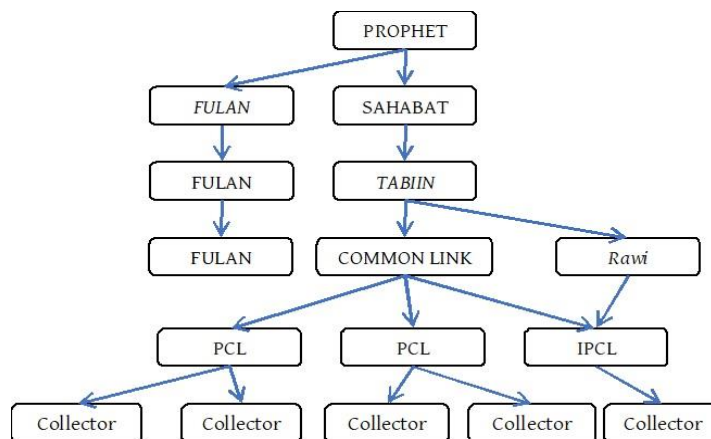 PROPHET
FULAN
SAHABAT
FULAN
TABIIN
FULAN
COMMON LINK
Rawi
PCL
PCL
IPCL
Collector
Collector
Collector
Collector
Collector